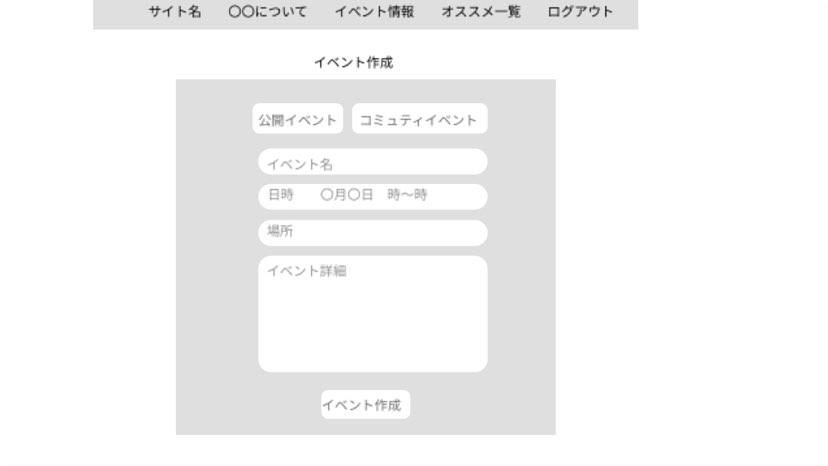 サイト名　〇〇について　イベント情報　オススメ一覧　ログアウト
イベント作成
公開イベント　コミュティイベント
イベント名
日時　〇月〇日　時～時
場所
イベント詳細
イベント作成